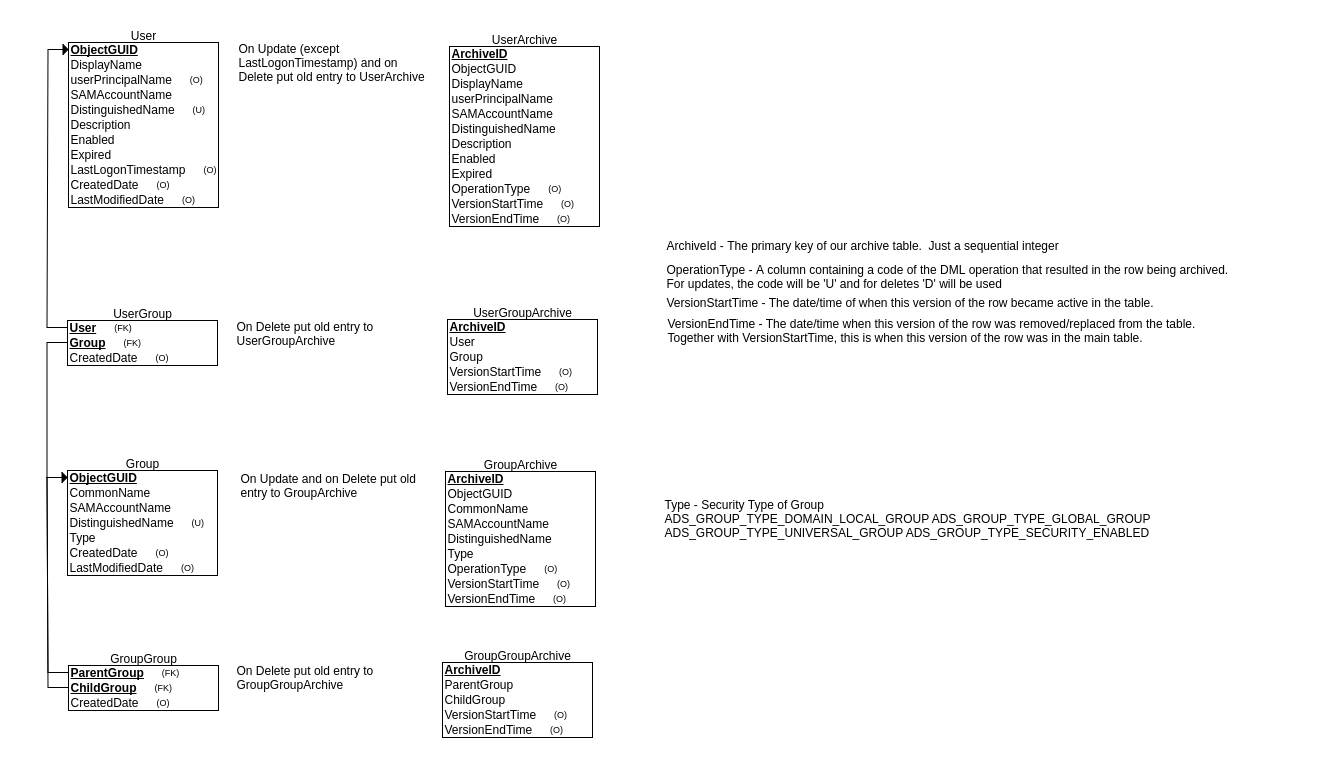 User
ObjectGUID
DisplayName
userPrincipalName (O)
SAMAccountName
DistinguishedName (U)
Description
Enabled
Expired
LastLogonTimestamp (O)
CreatedDate (O)
LastModifiedDate (O)
On Update (except
LastLogonTimestamp) and on
Delete put old entry to UserArchive
UserArchive
ArchiveID
ObjectGUID
DisplayName
userPrincipalName
SAMAccountName
DistinguishedName
Description
Enabled
Expired
OperationType (O)
VersionStartTime (O)
VersionEndTime (O)
ArchiveId - The primary key of our archive table.  Just a sequential integer
OperationType - A column containing a code of the DML operation that resulted in the row being archived.
For updates, the code will be 'U' and for deletes 'D' will be used
VersionStartTime - The date/time of when this version of the row became active in the table.
VersionEndTime - The date/time when this version of the row was removed/replaced from the table.
Together with VersionStartTime, this is when this version of the row was in the main table.
UserGroup
User (FK)
Group (FK)
CreatedDate (O)
On Delete put old entry to
UserGroupArchive
UserGroupArchive
ArchiveID
User
Group
VersionStartTime (O)
VersionEndTime (O)
Group
ObjectGUID
CommonName
SAMAccountName
DistinguishedName (U)
Type
CreatedDate (O)
LastModifiedDate (O)
On Update and on Delete put old
entry to GroupArchive
GroupArchive
ArchiveID
ObjectGUID
CommonName
SAMAccountName
DistinguishedName
Type
OperationType (O)
VersionStartTime (O)
VersionEndTime (O)
Type - Security Type of Group
ADS_GROUP_TYPE_DOMAIN_LOCAL_GROUP ADS_GROUP_TYPE_GLOBAL_GROUP
ADS_GROUP_TYPE_UNIVERSAL_GROUP ADS_GROUP_TYPE_SECURITY_ENABLED
GroupGroup
ParentGroup (FK)
ChildGroup (FK)
CreatedDate (O)
On Delete put old entry to
GroupGroupArchive
GroupGroupArchive
ArchiveID
ParentGroup
ChildGroup
VersionStartTime (O)
VersionEndTime (O)